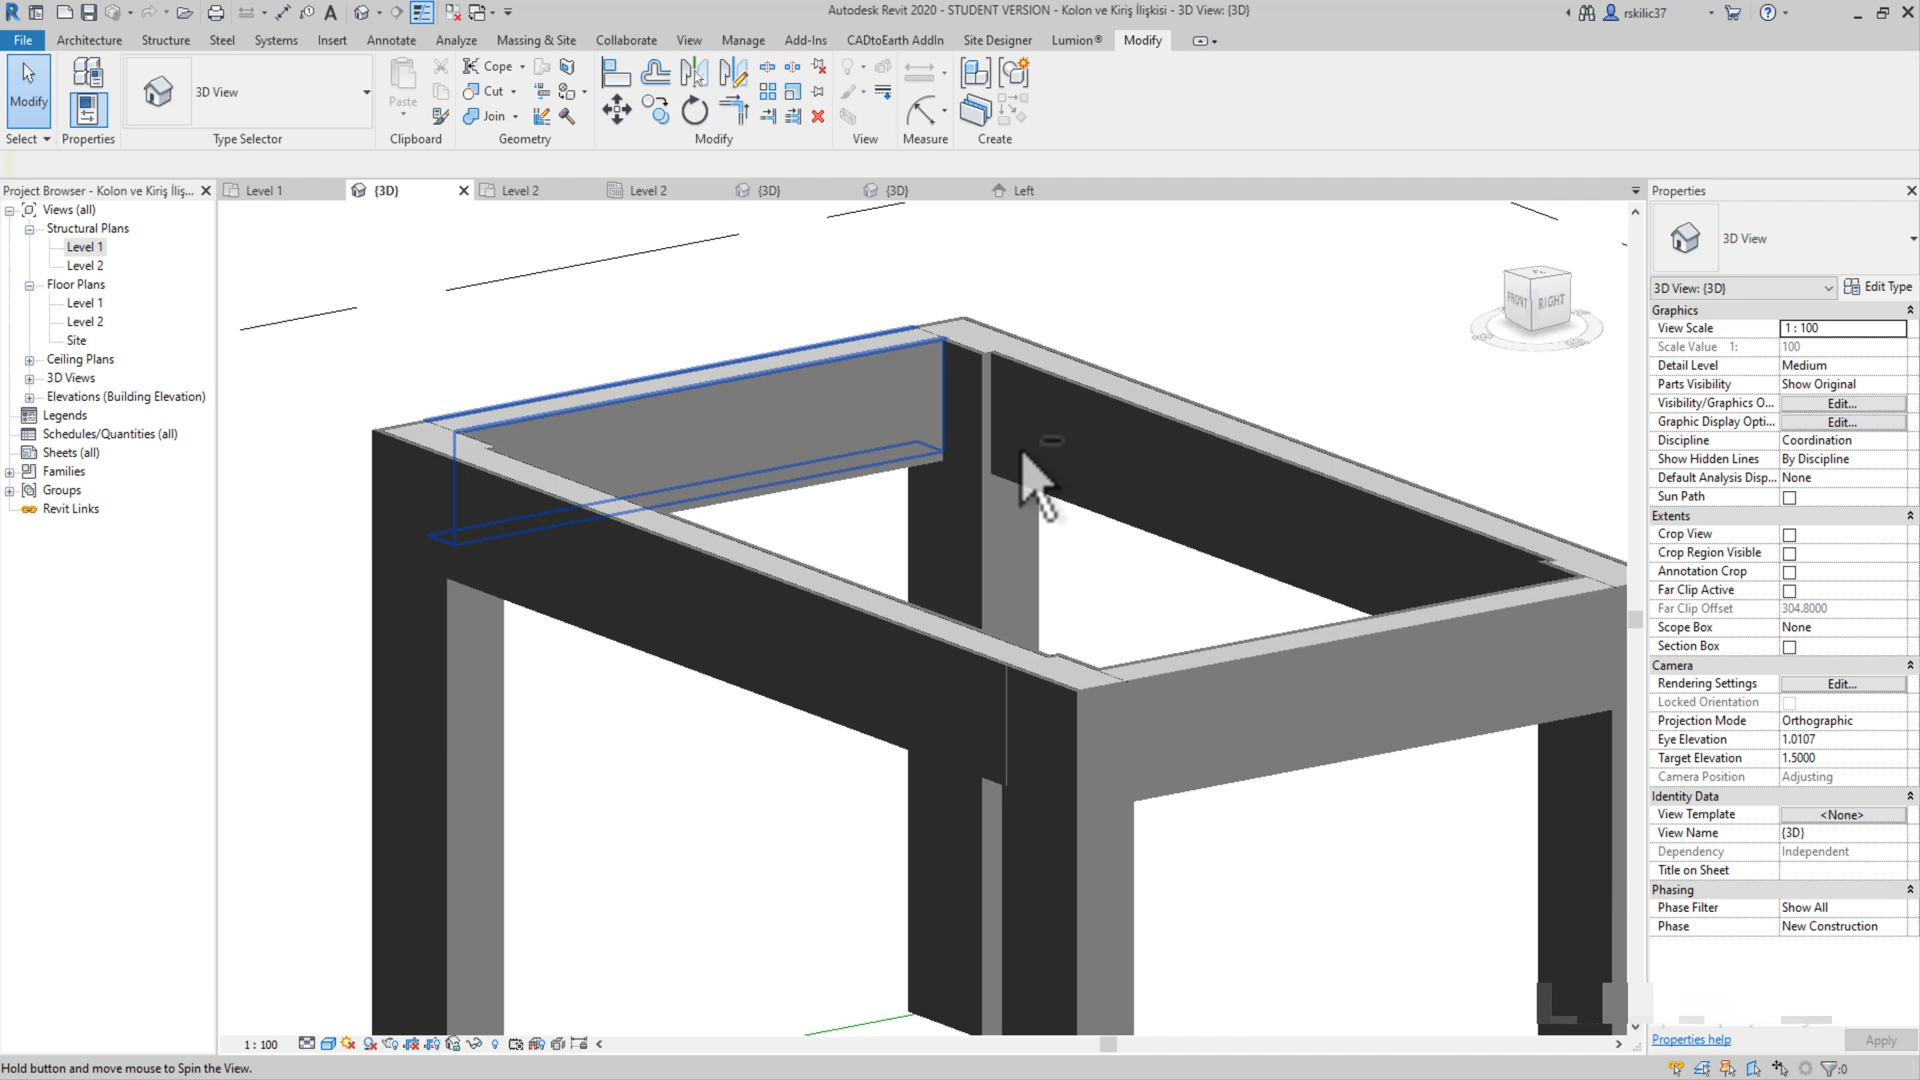 Autodesk Revit 2020 - STUDENT VERSION - Kolon ve Kiriş İlişkisi - 3D View: {3D}
rskilic37
File Architecture Structure Steel Systems Insert Annotate Analyze Massing & Site Collaborate View Manage Add-Ins CADtoEarth AddIn Site Designer Lumion® Modify
Modify
3D View
Paste
Cope
Cut
Join
Select Properties Type Selector Clipboard Geometry Modify View Measure Create
Project Browser - Kolon ve Kiriş İliş...
Level 1 {3D} Level 2 Level 2 {3D} {3D} Left
Views (all)
Structural Plans
Level 1
Level 2
Floor Plans
Level 1
Level 2
Site
Ceiling Plans
3D Views
Elevations (Building Elevation)
Legends
Schedules/Quantities (all)
Sheets (all)
Families
Groups
Revit Links
FRONT RIGHT
Properties
3D View
3D View: {3D} Edit Type
Graphics
View Scale 1 : 100
Scale Value 1: 100
Detail Level Medium
Parts Visibility Show Original
Visibility/Graphics O... Edit...
Graphic Display Opti... Edit...
Discipline Coordination
Show Hidden Lines By Discipline
Default Analysis Disp... None
Sun Path
Extents
Crop View
Crop Region Visible
Annotation Crop
Far Clip Active
Far Clip Offset 304.8000
Scope Box None
Section Box
Camera
Rendering Settings Edit...
Locked Orientation
Projection Mode Orthographic
Eye Elevation 1.0107
Target Elevation 1.5000
Camera Position Adjusting
Identity Data
View Template <None>
View Name {3D}
Dependency Independent
Title on Sheet
Phasing
Phase Filter Show All
Phase New Construction
Properties help Apply
1 : 100
Hold button and move mouse to Spin the View.
:0